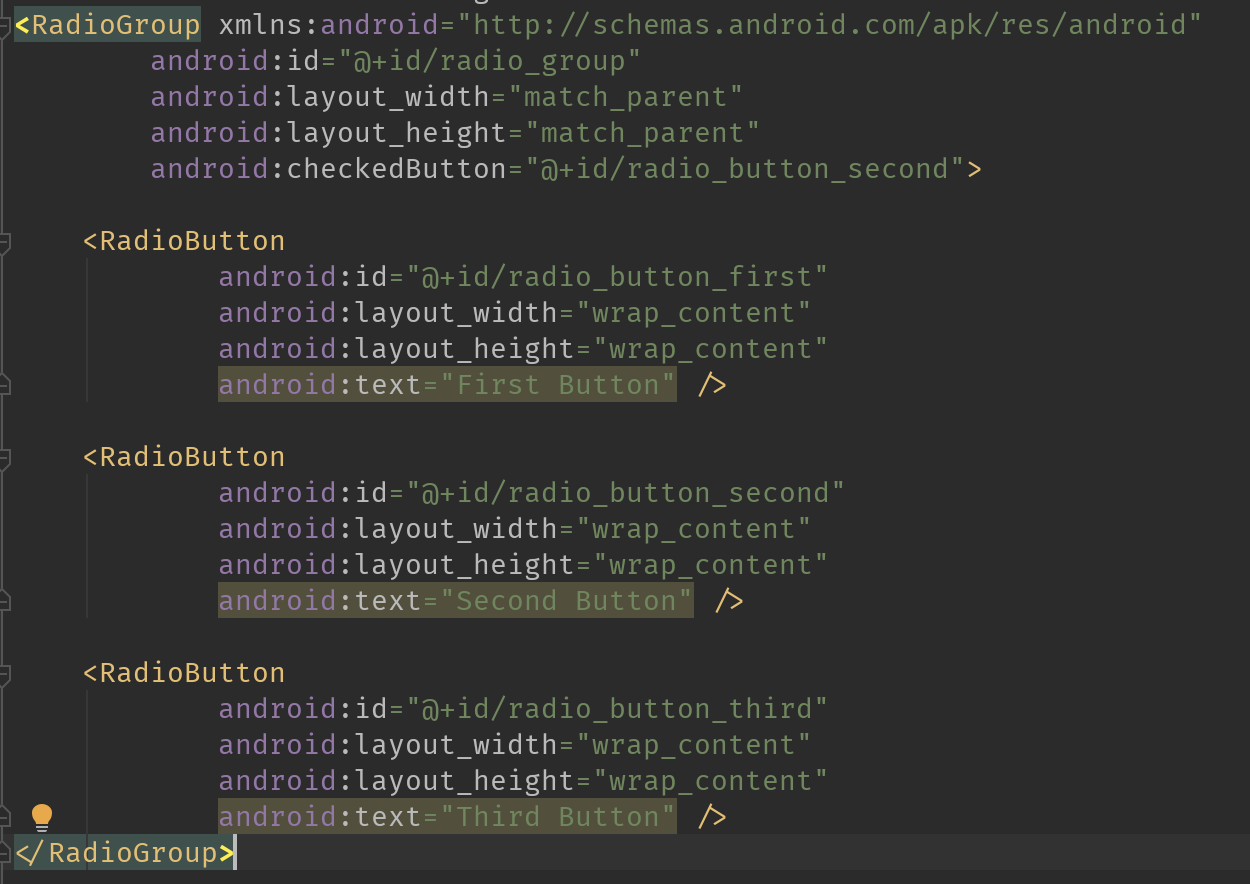 <RadioGroup xmlns:android="http://schemas.android.com/apk/res/android"
android:id="@+id/radio_group"
android:layout_width="match_parent"
android:layout_height="match_parent"
android:checkedButton="@+id/radio_button_second">
<RadioButton
android:id="@+id/radio_button_first"
android:layout_width="wrap_content"
android:layout_height="wrap_content"
android:text="First Button" />
<RadioButton
android:id="@+id/radio_button_second"
android:layout_width="wrap_content"
android:layout_height="wrap_content"
android:text="Second Button" />
<RadioButton
android:id="@+id/radio_button_third"
android:layout_width="wrap_content"
android:layout_height="wrap_content"
android:text="Third Button" />
</RadioGroup>